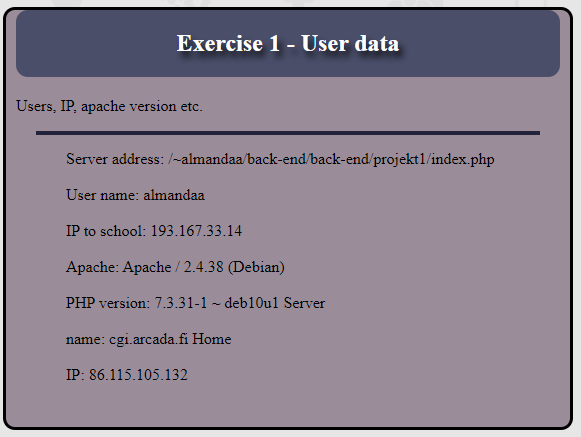 Exercise 1 - User data
Users, IP, apache version etc.
Server address: /~almandaa/back-end/back-end/projekt1/index.php
User name: almandaa
IP to school: 193.167.33.14
Apache: Apache / 2.4.38 (Debian)
PHP version: 7.3.31-1 ~ deb10u1 Server
name: cgi.arcada.fi Home
IP: 86.115.105.132